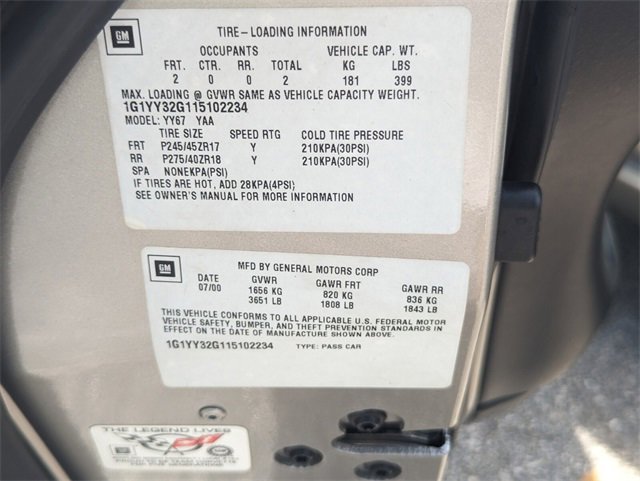 GM
TIRE-LOADING INFORMATION
OCCUPANTS VEHICLE CAP. WT.
FRT. CTR. RR. TOTAL KG LBS
2 0 0 2 181 399
MAX. LOADING @ GVWR SAME AS VEHICLE CAPACITY WEIGHT.
1G1YY32G115102234
MODEL: YY67 YAA
TIRE SIZE SPEED RTG COLD TIRE PRESSURE
FRT P245/45ZR17 Y 210KPA(30PSI)
RR P275/40ZR18 Y 210KPA(30PSI)
SPA NONEKPA(PSI)
IF TIRES ARE HOT, ADD 28KPA(4PSI)
SEE OWNER'S MANUAL FOR MORE INFORMATION
GM
MFD BY GENERAL MOTORS CORP
DATE GVWR GAWR FRT GAWR RR
07/00 1656 KG 820 KG 836 KG
3651 LB 1808 LB 1843 LB
THIS VEHICLE CONFORMS TO ALL APPLICABLE U.S. FEDERAL MOTOR
VEHICLE SAFETY, BUMPER, AND THEFT PREVENTION STANDARDS IN
EFFECT ON THE DATE OF MANUFACTURE SHOWN ABOVE.
1G1YY32G115102234 TYPE: PASS CAR
THE LEGEND LIVES